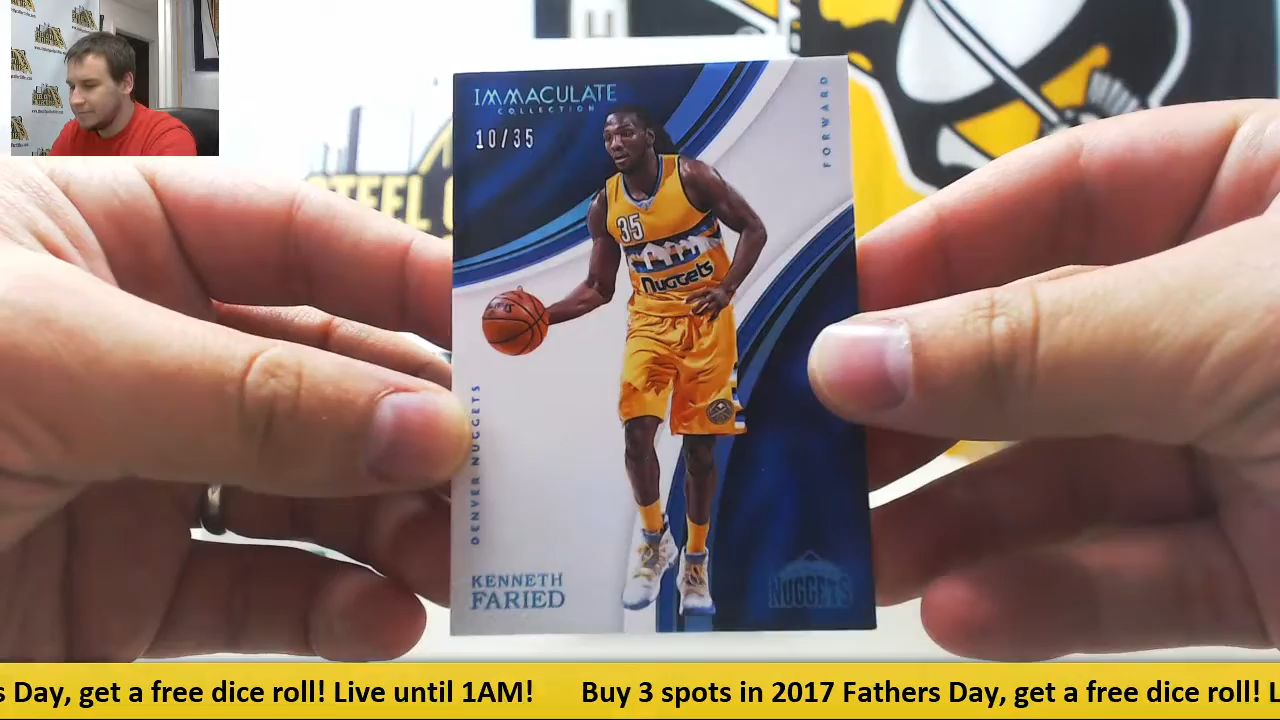 IMMACULATE
COLLECTION
10/35
FORWARD
STEEL
35
NUGGETS
DENVER NUGGETS
KENNETH
FARIED
NUGGETS
s Day, get a free dice roll! Live until 1AM! Buy 3 spots in 2017 Fathers Day, get a free dice roll! L